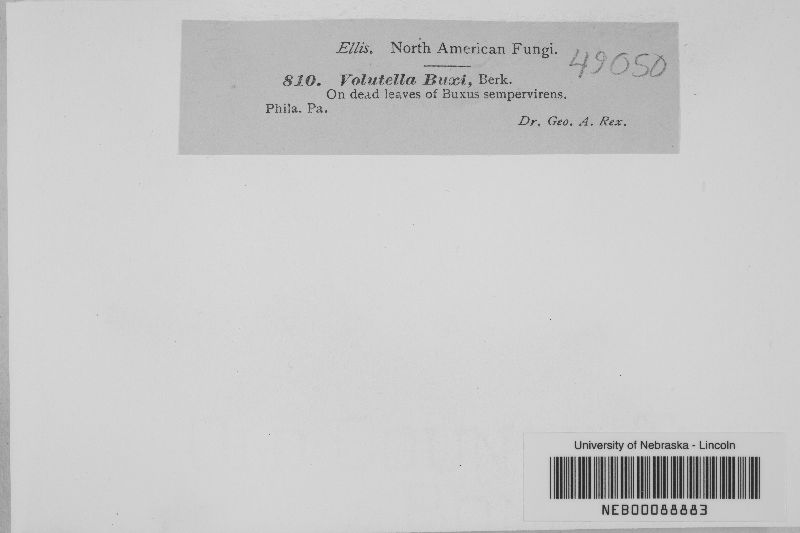 Ellis. North American Fungi.
49050
810. Volutella Buxi, Berk.
On dead leaves of Buxus sempervirens.
Phila. Pa.
Dr. Geo. A. Rex.
University of Nebraska - Lincoln
NEB00088883